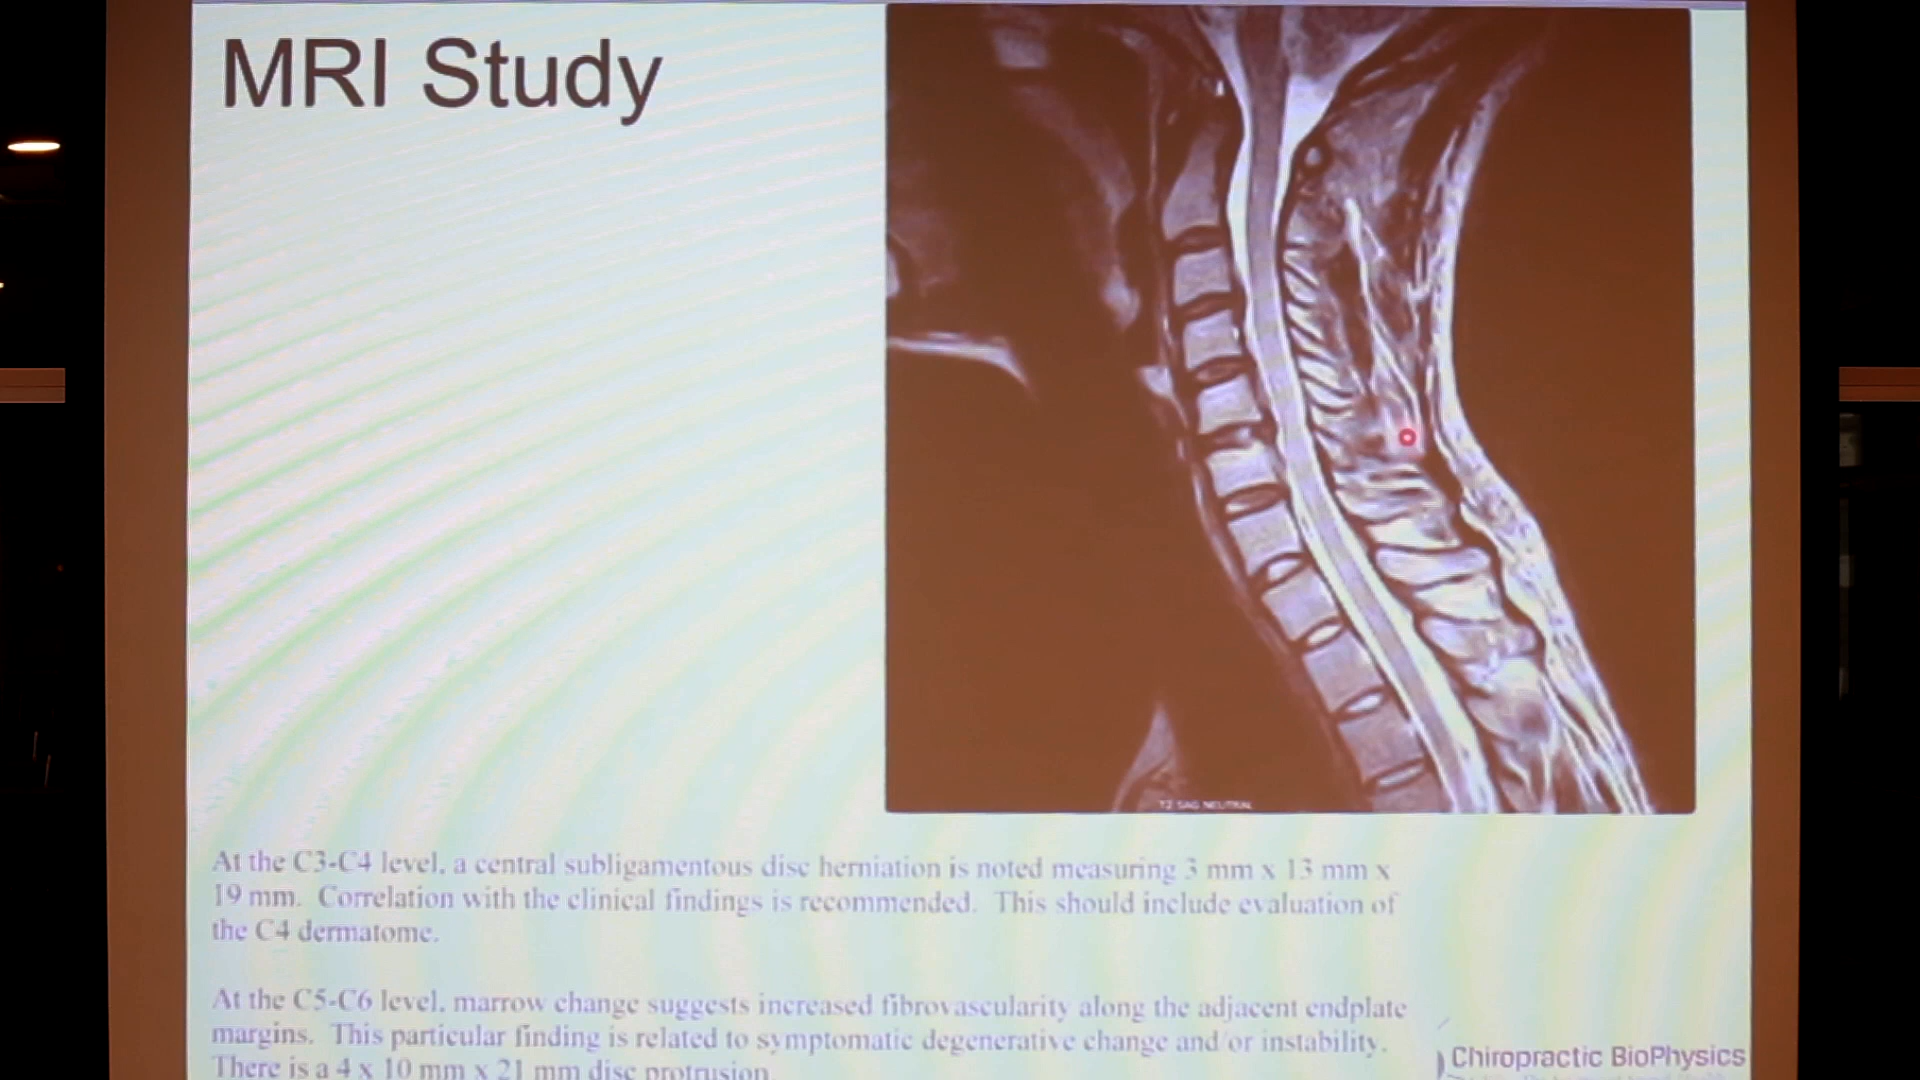 MRI Study
T2 SAG NEUTRAL
At the C3-C4 level, a central subligamentous disc herniation is noted measuring 3 mm x 13 mm x
19 mm. Correlation with the clinical findings is recommended. This should include evaluation of
the C4 dermatome.
At the C5-C6 level, marrow change suggests increased fibrovascularity along the adjacent endplate
margins. This particular finding is related to symptomatic degenerative change and/or instability.
There is a 4 x 10 mm x 21 mm disc protrusion
Chiropractic BioPhysics